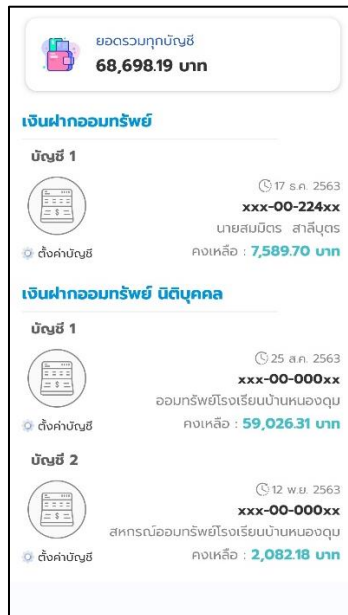 ยอดรวมทุกบัญชี
68,698.19 บาท
เงินฝากออมทรัพย์
บัญชี 1
17 ธ.ค. 2563
xxx-00-224xx
นายสมมิตร สาลีบุตร
ตั้งค่าบัญชี
คงเหลือ : 7,589.70 บาท
เงินฝากออมทรัพย์ นิติบุคคล
บัญชี 1
25 ส.ค. 2563
xxx-00-000xx
ออมทรัพย์โรงเรียนบ้านหนองดุม
ตั้งค่าบัญชี
คงเหลือ : 59,026.31 บาท
บัญชี 2
12 พ.ย. 2563
xxx-00-000xx
สหกรณ์ออมทรัพย์โรงเรียนบ้านหนองดุม
ตั้งค่าบัญชี
คงเหลือ : 2,082.18 บาท